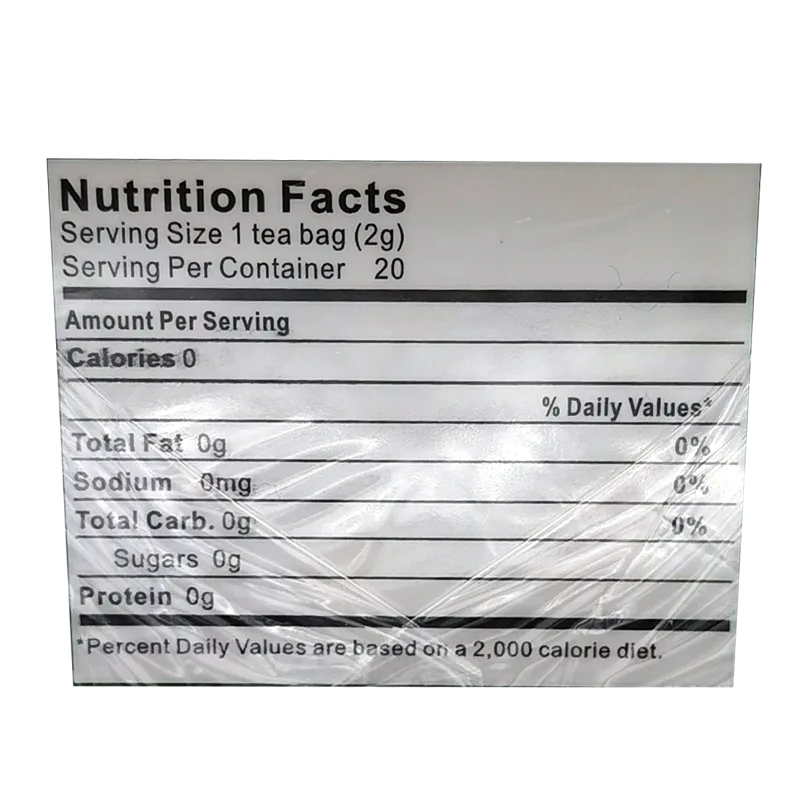 Nutrition Facts
Serving Size 1 tea bag (2g)
Serving Per Container 20
Amount Per Serving
Calories 0
% Daily Values*
Total Fat 0g 0%
Sodium 0mg 0%
Total Carb. 0g 0%
Sugars 0g
Protein 0g
*Percent Daily Values are based on a 2,000 calorie diet.